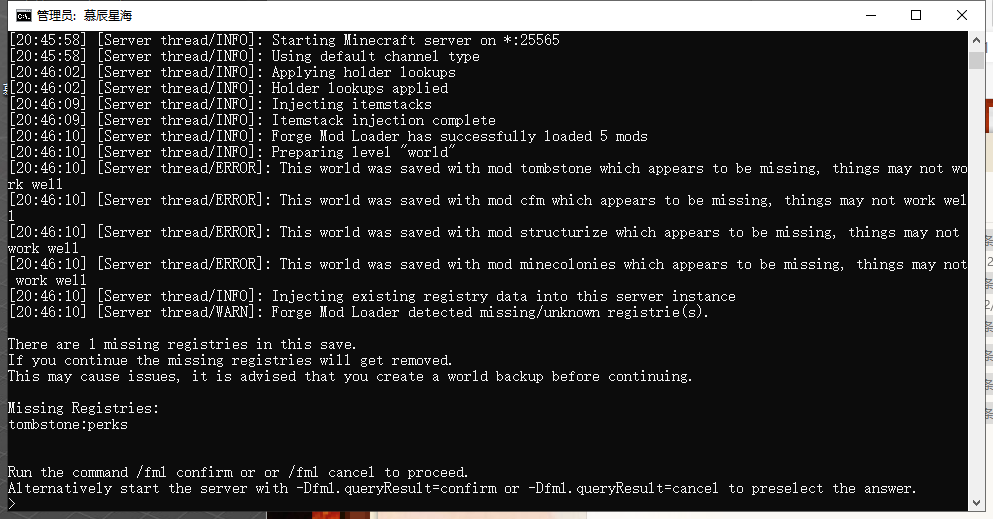 管理员: 慕辰星海
[20:45:58] [Server thread/INFO]: Starting Minecraft server on *:25565
[20:45:58] [Server thread/INFO]: Using default channel type
[20:46:02] [Server thread/INFO]: Applying holder lookups
[20:46:02] [Server thread/INFO]: Holder lookups applied
[20:46:09] [Server thread/INFO]: Injecting itemstacks
[20:46:09] [Server thread/INFO]: Itemstack injection complete
[20:46:10] [Server thread/INFO]: Forge Mod Loader has successfully loaded 5 mods
[20:46:10] [Server thread/INFO]: Preparing level "world"
[20:46:10] [Server thread/ERROR]: This world was saved with mod tombstone which appears to be missing, things may not wo
rk well
[20:46:10] [Server thread/ERROR]: This world was saved with mod cfm which appears to be missing, things may not work wel
l
[20:46:10] [Server thread/ERROR]: This world was saved with mod structurize which appears to be missing, things may not
work well
[20:46:10] [Server thread/ERROR]: This world was saved with mod minecolonies which appears to be missing, things may not
 work well
[20:46:10] [Server thread/INFO]: Injecting existing registry data into this server instance
[20:46:10] [Server thread/WARN]: Forge Mod Loader detected missing/unknown registrie(s).
There are 1 missing registries in this save.
If you continue the missing registries will get removed.
This may cause issues, it is advised that you create a world backup before continuing.
Missing Registries:
tombstone:perks
Run the command /fml confirm or or /fml cancel to proceed.
Alternatively start the server with -Dfml.queryResult=confirm or -Dfml.queryResult=cancel to preselect the answer.
>